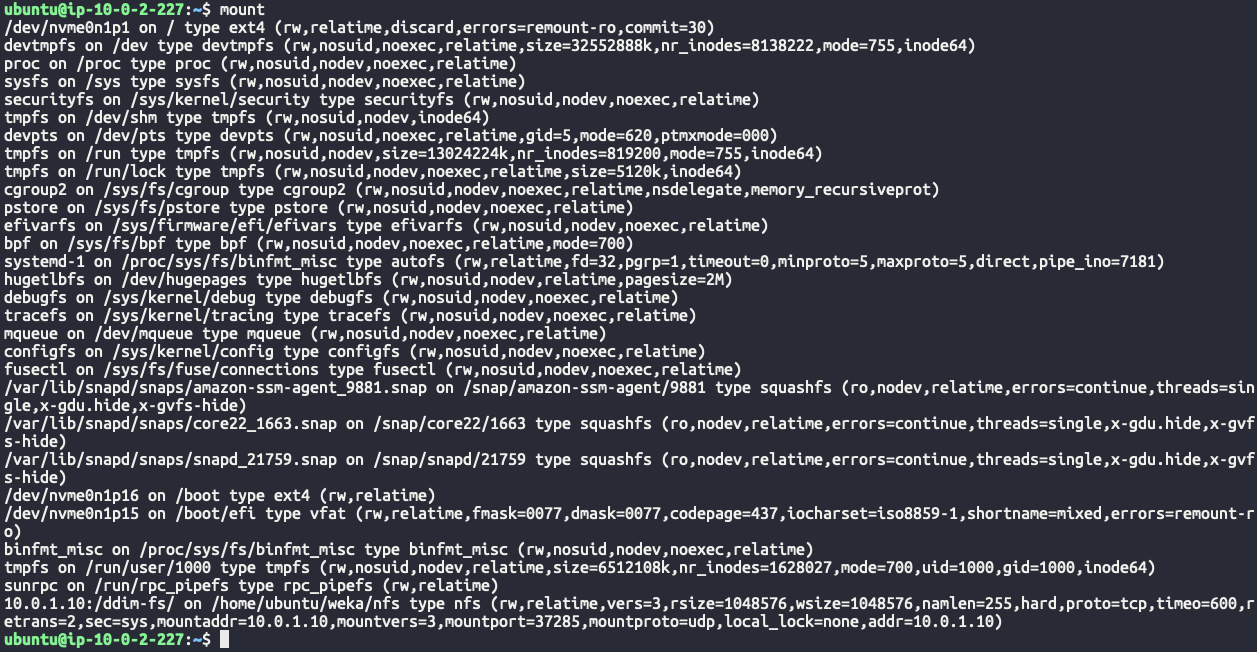 ubuntu@ip-10-0-2-227:~$ mount
/dev/nvme0n1p1 on / type ext4 (rw,relatime,discard,errors=remount-ro,commit=30)
devtmpfs on /dev type devtmpfs (rw,nosuid,noexec,relatime,size=32552888k,nr_inodes=8138222,mode=755,inode64)
proc on /proc type proc (rw,nosuid,nodev,noexec,relatime)
sysfs on /sys type sysfs (rw,nosuid,nodev,noexec,relatime)
securityfs on /sys/kernel/security type securityfs (rw,nosuid,nodev,noexec,relatime)
tmpfs on /dev/shm type tmpfs (rw,nosuid,nodev,inode64)
devpts on /dev/pts type devpts (rw,nosuid,noexec,relatime,gid=5,mode=620,ptmxmode=000)
tmpfs on /run type tmpfs (rw,nosuid,nodev,size=13024224k,nr_inodes=819200,mode=755,inode64)
tmpfs on /run/lock type tmpfs (rw,nosuid,nodev,noexec,relatime,size=5120k,inode64)
cgroup2 on /sys/fs/cgroup type cgroup2 (rw,nosuid,nodev,noexec,relatime,nsdelegate,memory_recursiveprot)
pstore on /sys/fs/pstore type pstore (rw,nosuid,nodev,noexec,relatime)
efivarfs on /sys/firmware/efi/efivars type efivarfs (rw,nosuid,nodev,noexec,relatime)
bpf on /sys/fs/bpf type bpf (rw,nosuid,nodev,noexec,relatime,mode=700)
systemd-1 on /proc/sys/fs/binfmt_misc type autofs (rw,relatime,fd=32,pgrp=1,timeout=0,minproto=5,maxproto=5,direct,pipe_ino=7181)
hugetlbfs on /dev/hugepages type hugetlbfs (rw,nosuid,nodev,relatime,pagesize=2M)
debugfs on /sys/kernel/debug type debugfs (rw,nosuid,nodev,noexec,relatime)
tracefs on /sys/kernel/tracing type tracefs (rw,nosuid,nodev,noexec,relatime)
mqueue on /dev/mqueue type mqueue (rw,nosuid,nodev,noexec,relatime)
configfs on /sys/kernel/config type configfs (rw,nosuid,nodev,noexec,relatime)
fusectl on /sys/fs/fuse/connections type fusectl (rw,nosuid,nodev,noexec,relatime)
/var/lib/snapd/snaps/amazon-ssm-agent_9881.snap on /snap/amazon-ssm-agent/9881 type squashfs (ro,nodev,relatime,errors=continue,threads=sin
gle,x-gdu.hide,x-gvfs-hide)
/var/lib/snapd/snaps/core22_1663.snap on /snap/core22/1663 type squashfs (ro,nodev,relatime,errors=continue,threads=single,x-gdu.hide,x-gvf
s-hide)
/var/lib/snapd/snaps/snapd_21759.snap on /snap/snapd/21759 type squashfs (ro,nodev,relatime,errors=continue,threads=single,x-gdu.hide,x-gvf
s-hide)
/dev/nvme0n1p16 on /boot type ext4 (rw,relatime)
/dev/nvme0n1p15 on /boot/efi type vfat (rw,relatime,fmask=0077,dmask=0077,codepage=437,iocharset=iso8859-1,shortname=mixed,errors=remount-r
o)
binfmt_misc on /proc/sys/fs/binfmt_misc type binfmt_misc (rw,nosuid,nodev,noexec,relatime)
tmpfs on /run/user/1000 type tmpfs (rw,nosuid,nodev,relatime,size=6512108k,nr_inodes=1628027,mode=700,uid=1000,gid=1000,inode64)
sunrpc on /run/rpc_pipefs type rpc_pipefs (rw,relatime)
10.0.1.10:/ddim-fs/ on /home/ubuntu/weka/nfs type nfs (rw,relatime,vers=3,rsize=1048576,wsize=1048576,namlen=255,hard,proto=tcp,timeo=600,r
etrans=2,sec=sys,mountaddr=10.0.1.10,mountvers=3,mountport=37285,mountproto=udp,local_lock=none,addr=10.0.1.10)
ubuntu@ip-10-0-2-227:~$